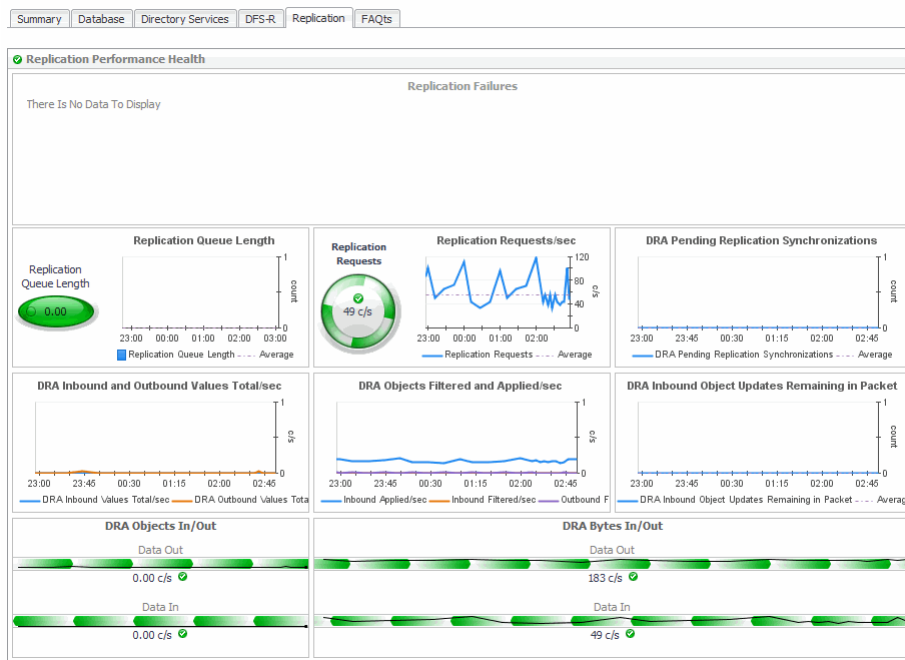 Summary Database Directory Services DFS-R Replication FAQts
Replication Performance Health
Replication Failures
There Is No Data To Display
Replication Queue Length
Replication
Queue Length
0.00
1
count
0
23:00 00:00 01:00 02:00 03:00
Replication Queue Length Average
Replication
Requests
49 c/s
Replication Requests/sec
120
80
c/s
40
0
23:00 00:00 01:00 02:00
Replication Requests Average
DRA Pending Replication Synchronizations
1
count
0
23:00 23:45 00:30 01:15 02:00 02:45
DRA Pending Replication Synchronizations Average
DRA Inbound and Outbound Values Total/sec
1
c/s
0
23:00 23:45 00:30 01:15 02:00 02:45
DRA Inbound Values Total/sec DRA Outbound Values Tota
DRA Objects Filtered and Applied/sec
1
c/s
0
23:00 23:45 00:30 01:15 02:00 02:45
Inbound Applied/sec Inbound Filtered/sec Outbound F
DRA Inbound Object Updates Remaining in Packet
1
count
0
23:00 23:45 00:30 01:15 02:00 02:45
DRA Inbound Object Updates Remaining in Packet Averag
DRA Objects In/Out
Data Out
0.00 c/s
Data In
0.00 c/s
DRA Bytes In/Out
Data Out
183 c/s
Data In
49 c/s